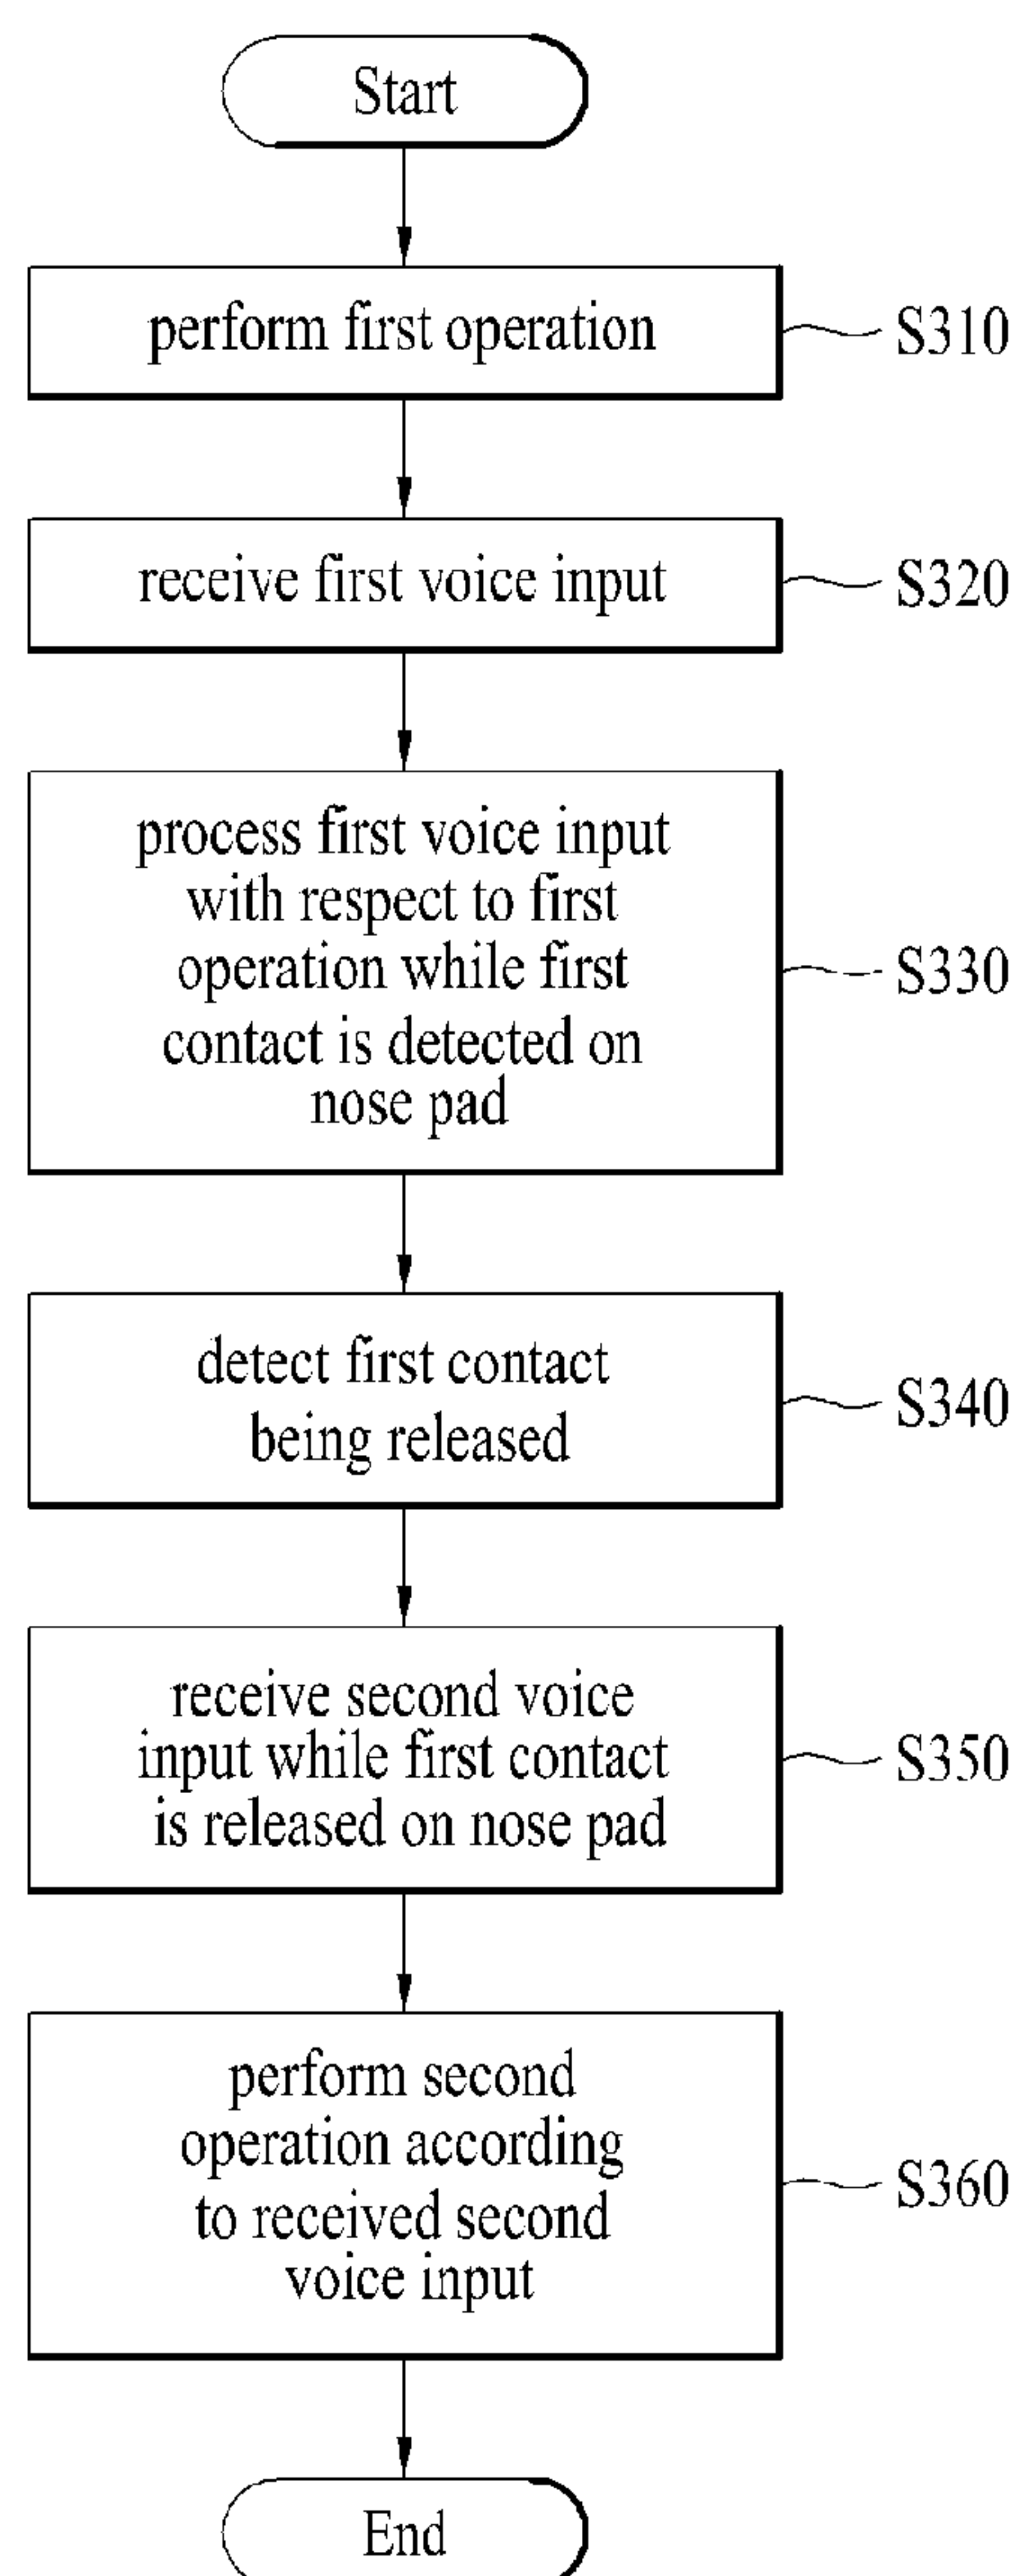 Start
perform first operation
S310
receive first voice input
S320
process first voice input
with respect to first
operation while first
contact is detected on
nose pad
S330
detect first contact
being released
S340
receive second voice
input while first contact
is released on nose pad
S350
perform second
operation according
to received second
voice input
S360
End